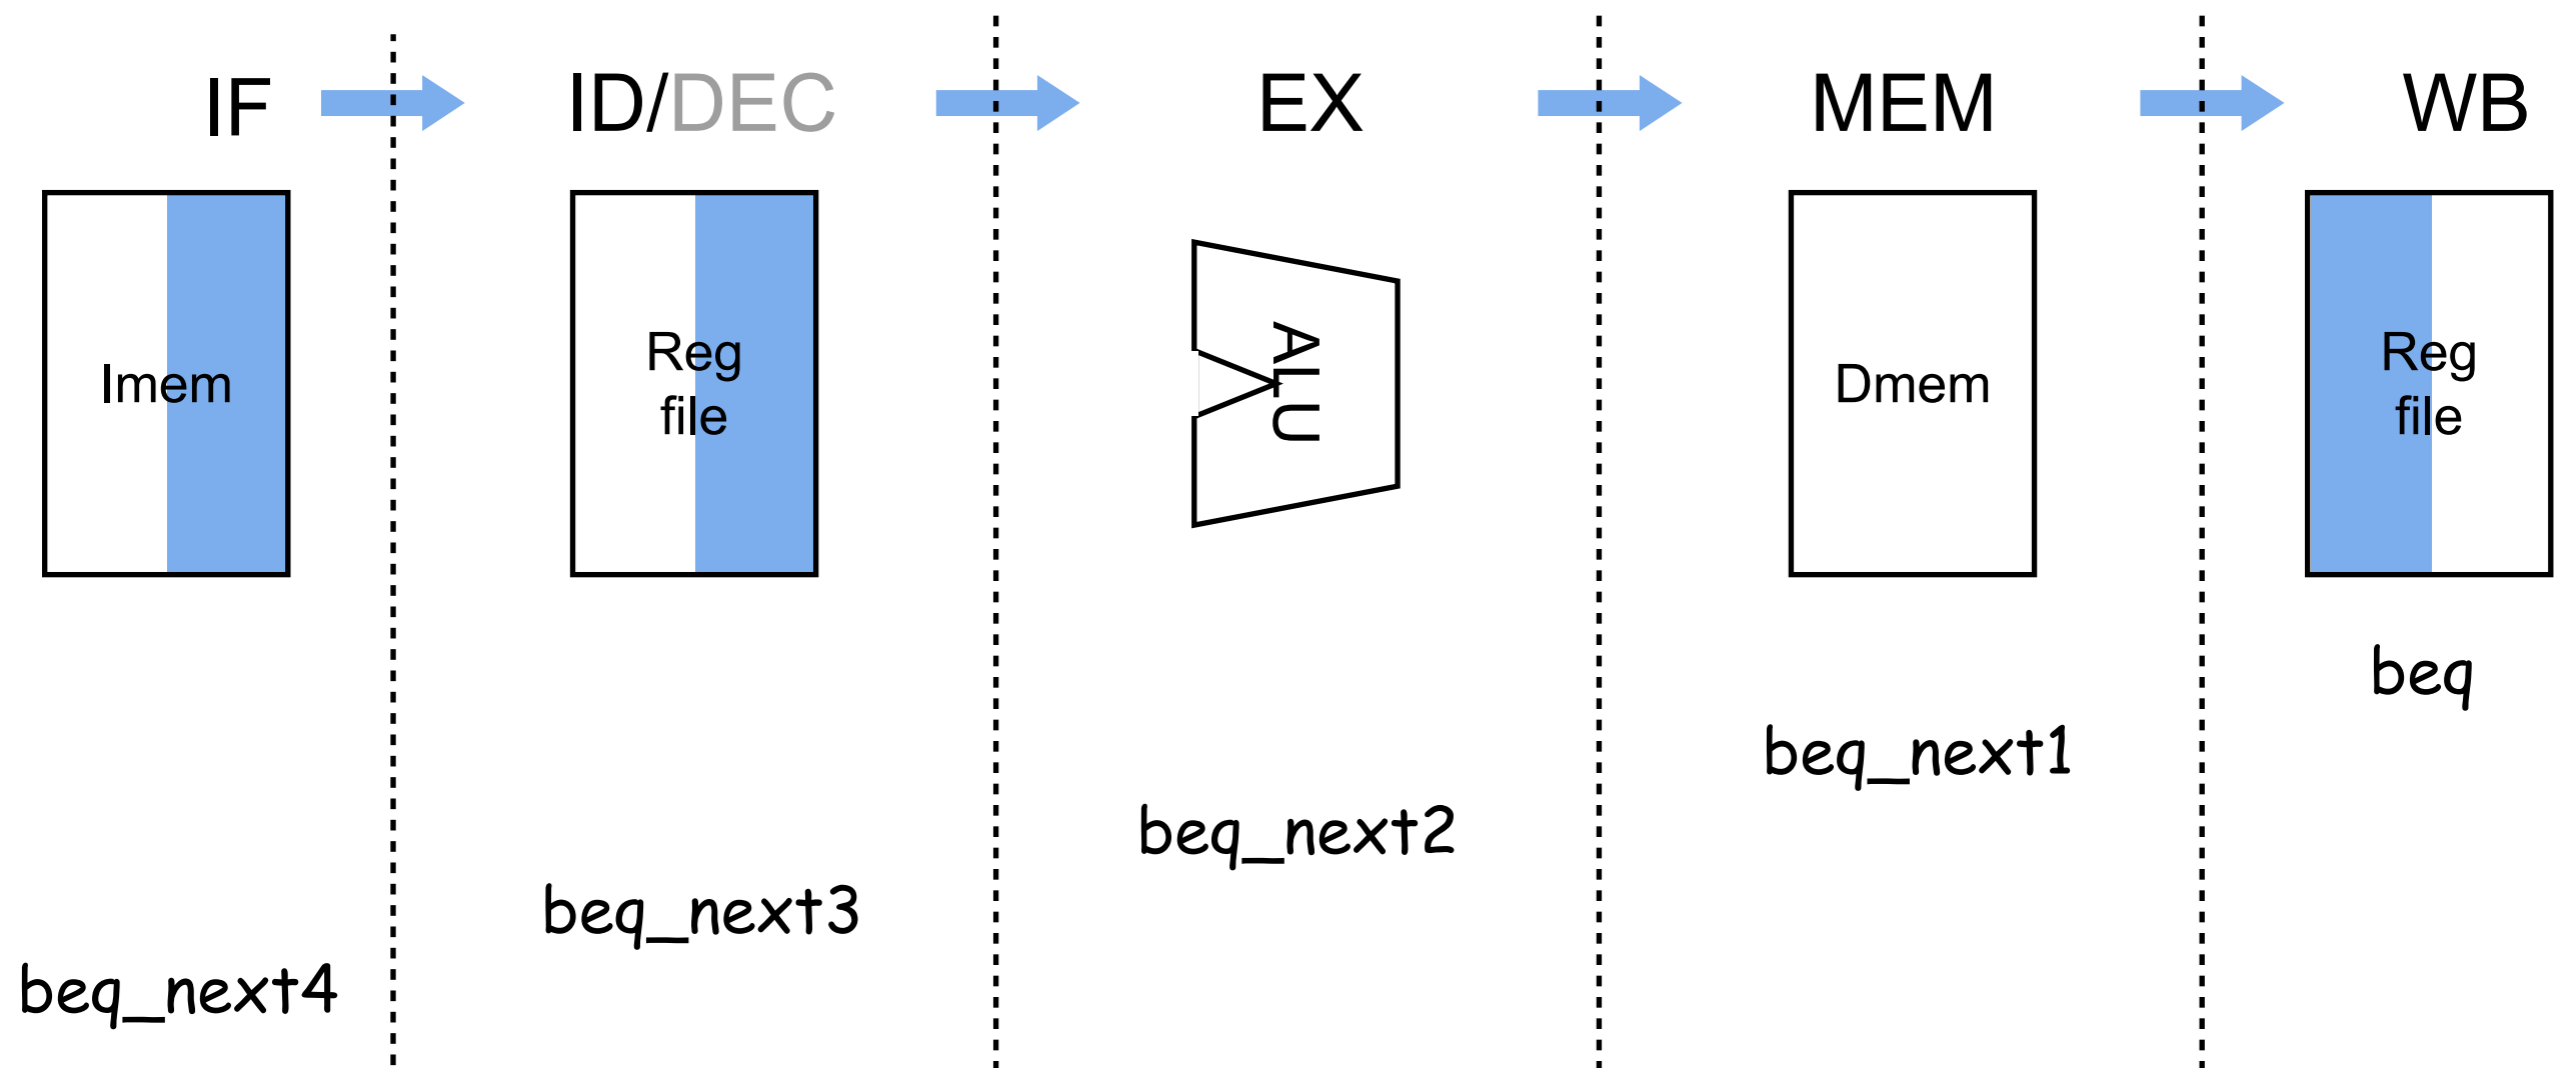 IF
ID/DEC
EX
MEM
WB
Imem
Reg
file
ALU
Dmem
Reg
file
beq
beq_next1
beq_next2
beq_next3
beq_next4